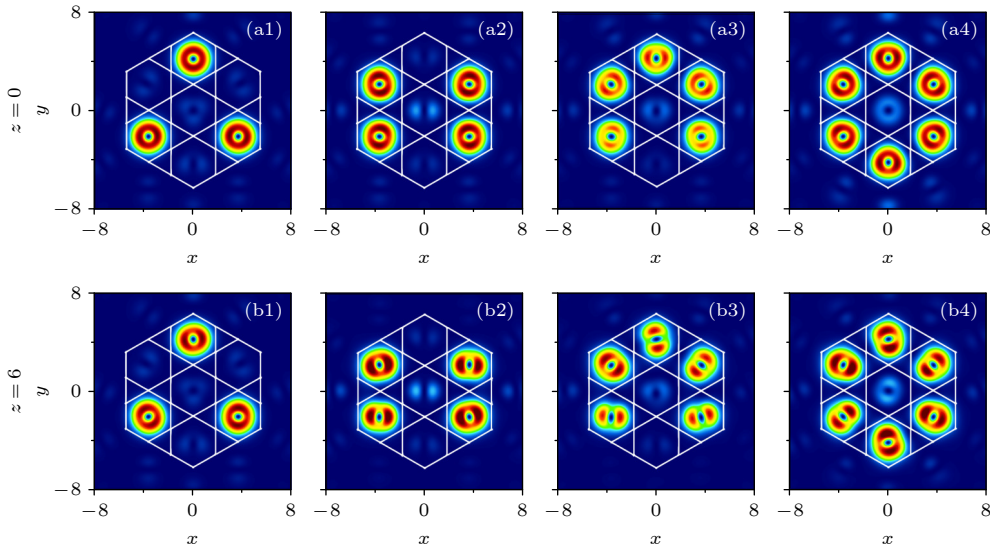 (a1) (a2) (a3) (a4)
8
z = 0
y
0
−8
−8 0 8 −8 0 8 −8 0 8 −8 0 8
x x x x
(b1) (b2) (b3) (b4)
8
z = 6
y
0
−8
−8 0 8 −8 0 8 −8 0 8 −8 0 8
x x x x